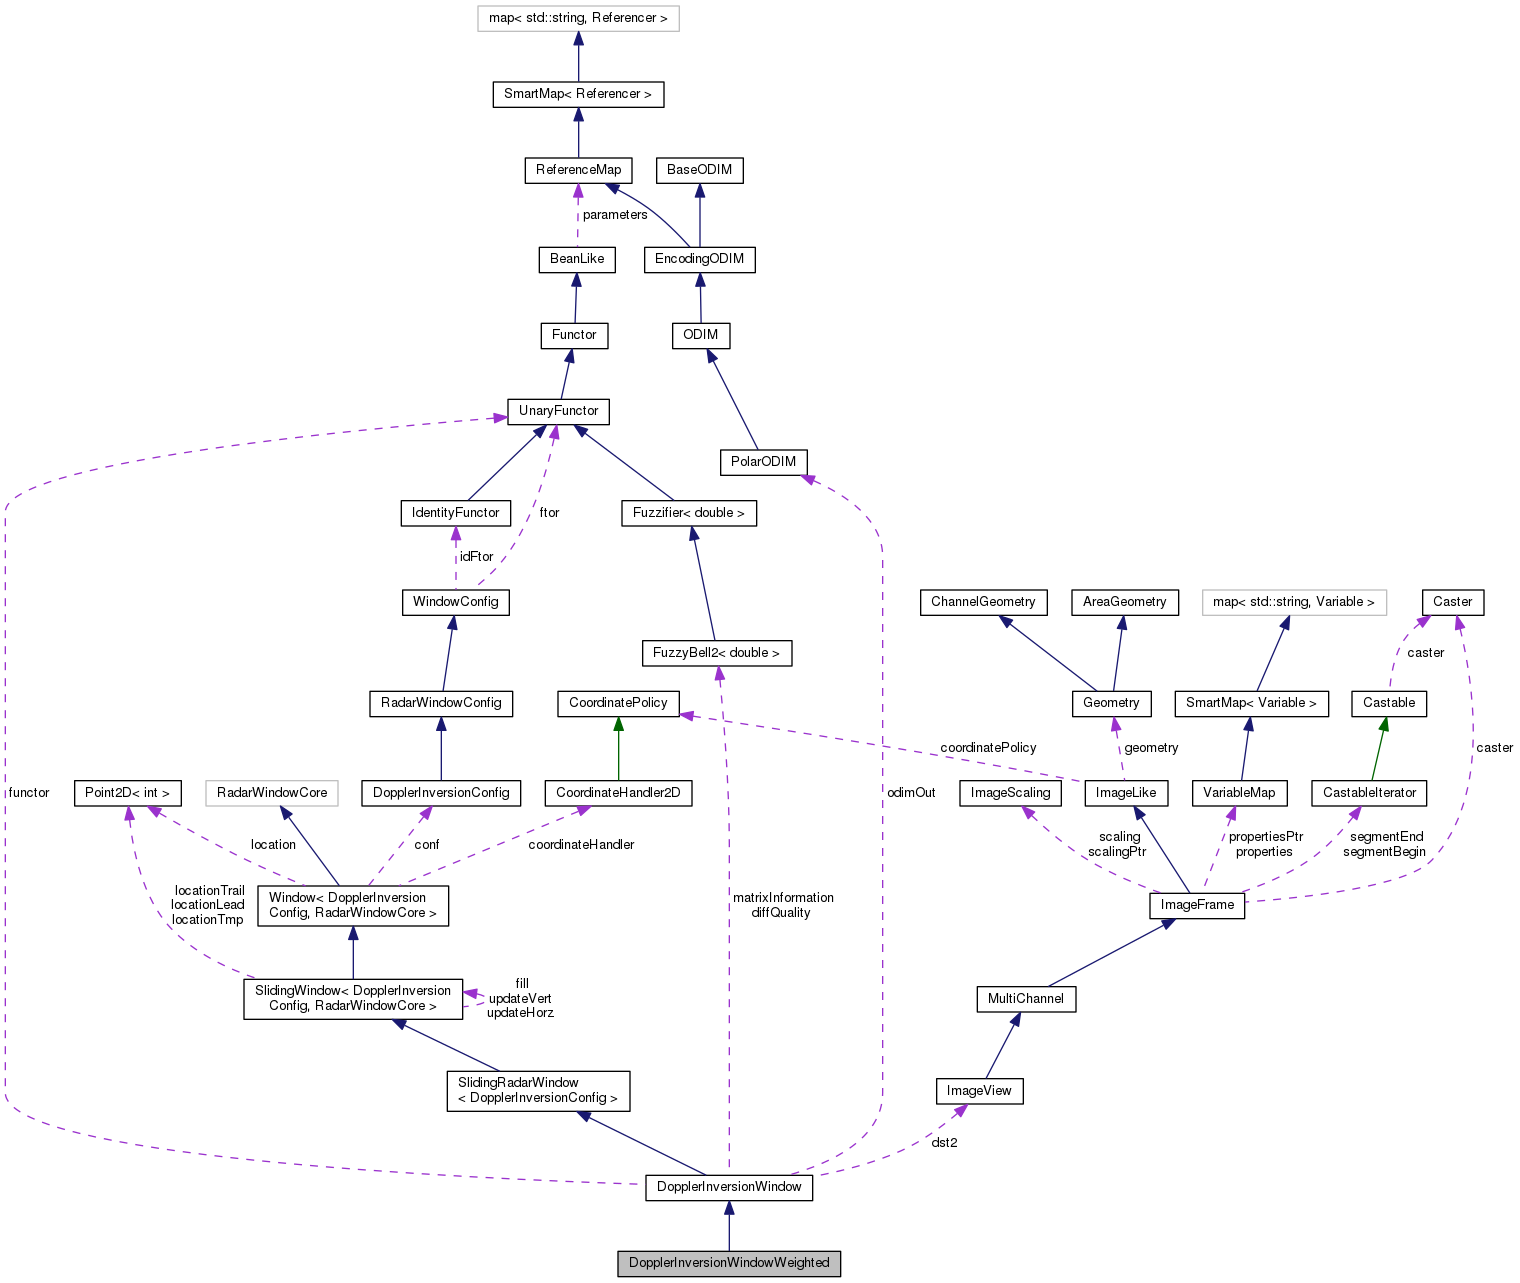 map< std::string, Referencer >
SmartMap< Referencer >
ReferenceMap
BaseODIM
parameters
BeanLike
EncodingODIM
Functor
ODIM
UnaryFunctor
PolarODIM
IdentityFunctor
ftor
Fuzzifier< double >
idFtor
WindowConfig
ChannelGeometry
AreaGeometry
map< std::string, Variable >
Caster
FuzzyBell2< double >
caster
RadarWindowConfig
CoordinatePolicy
Geometry
SmartMap< Variable >
Castable
coordinatePolicy
geometry
caster
functor
Point2D< int >
RadarWindowCore
DopplerInversionConfig
CoordinateHandler2D
odimOut
ImageScaling
ImageLike
VariableMap
CastableIterator
location
conf
coordinateHandler
scaling
scalingPtr
propertiesPtr
properties
segmentEnd
segmentBegin
locationTrail
locationLead
locationTmp
Window< DopplerInversion
Config, RadarWindowCore >
matrixInformation
diffQuality
ImageFrame
SlidingWindow< DopplerInversion
Config, RadarWindowCore >
fill
updateVert
updateHorz
MultiChannel
SlidingRadarWindow
< DopplerInversionConfig >
ImageView
dst2
DopplerInversionWindow
DopplerInversionWindowWeighted